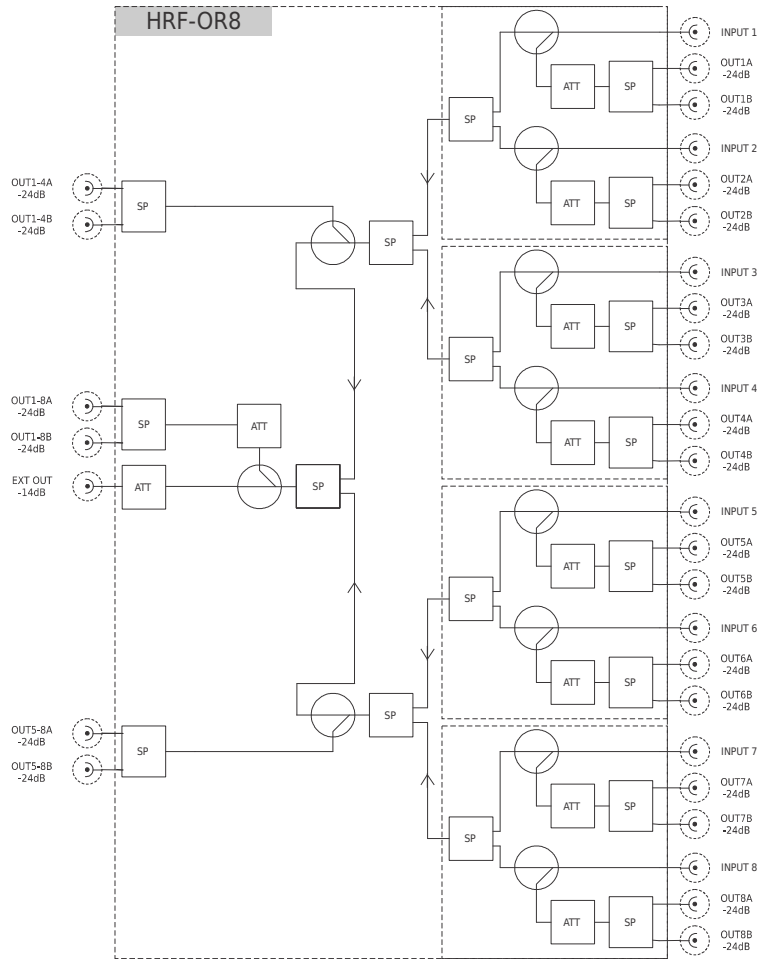 HRF-OR8
OUT1-4A
-24dB
OUT1-4B
-24dB
SP
OUT1-8A
-24dB
OUT1-8B
-24dB
EXT OUT
-14dB
SP
ATT
ATT
SP
OUT5-8A
-24dB
OUT5-8B
-24dB
SP
SP
SP
SP
ATT
SP
ATT
SP
INPUT 1
OUT1A
-24dB
OUT1B
-24dB
INPUT 2
OUT2A
-24dB
OUT2B
-24dB
SP
ATT
SP
ATT
SP
INPUT 3
OUT3A
-24dB
OUT3B
-24dB
INPUT 4
OUT4A
-24dB
OUT4B
-24dB
SP
ATT
SP
ATT
SP
INPUT 5
OUT5A
-24dB
OUT5B
-24dB
INPUT 6
OUT6A
-24dB
OUT6B
-24dB
SP
ATT
SP
ATT
SP
INPUT 7
OUT7A
-24dB
OUT7B
-24dB
INPUT 8
OUT8A
-24dB
OUT8B
-24dB